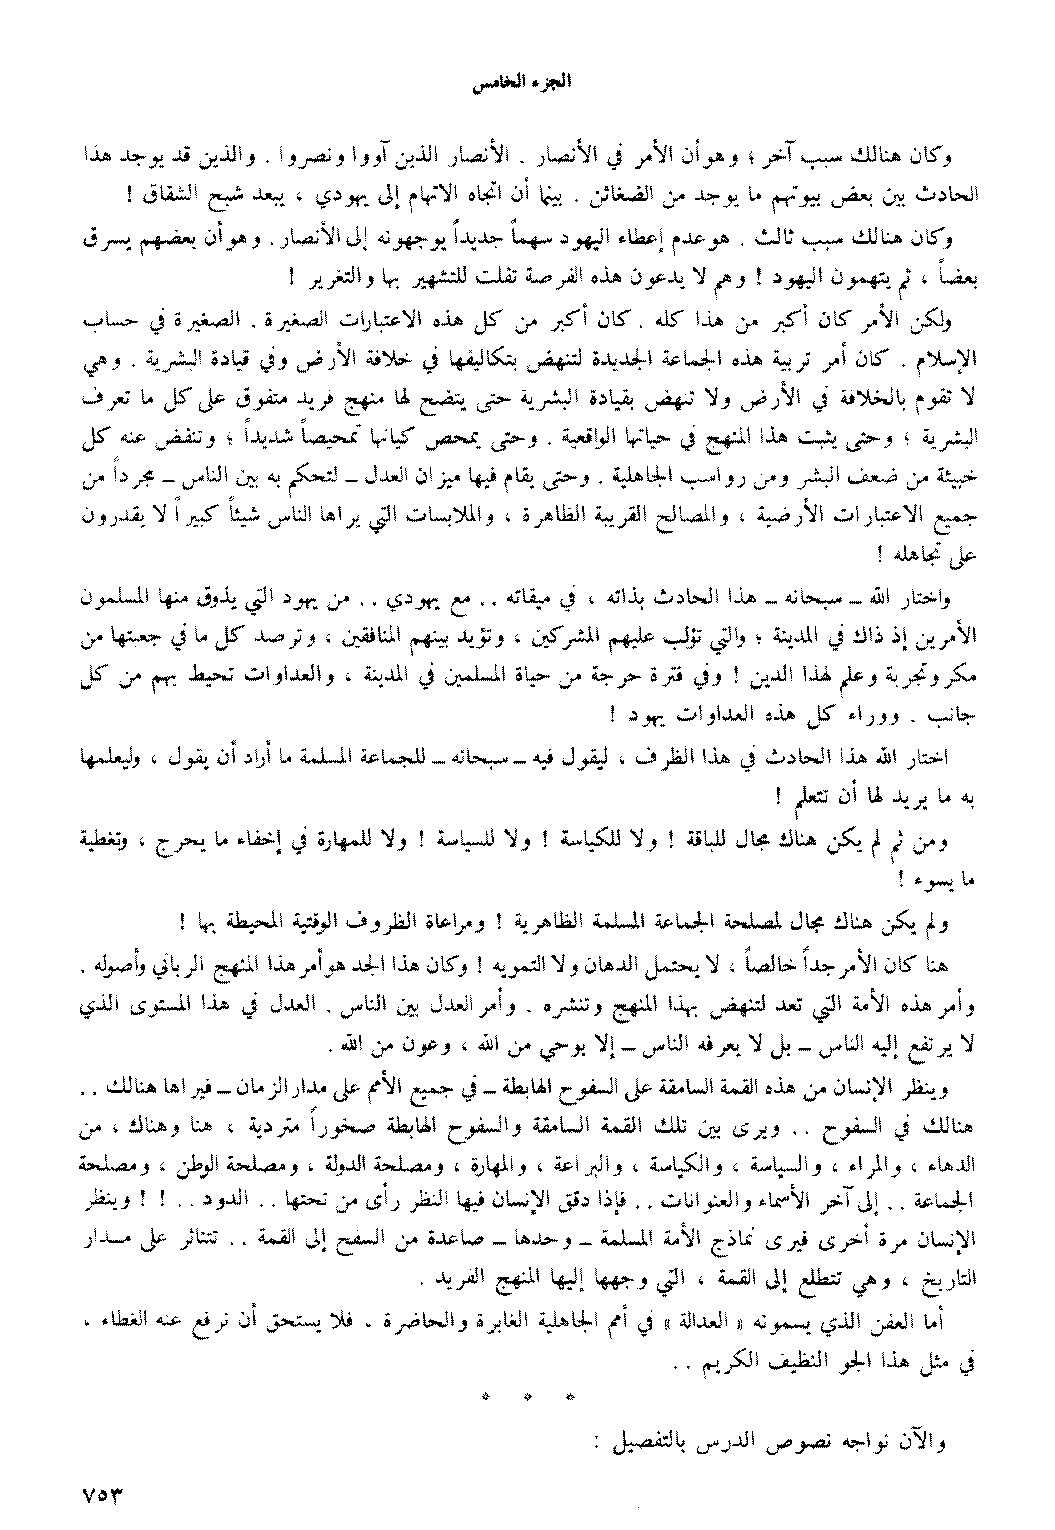 الجزء الخامس
وكان هنالك سبب آخر ؛ وهو أن الأمر في الأنصار . الأنصار الذين آووا ونصروا . والذين قد يوجد هذا
الحادث بين بعض بيوتهم ما يوجد من الضغائن . بينما أن اتجاه الاتهام إلى يهودي ، يبعد شبح الشقاق !
وكان هنالك سبب ثالث . هو عدم إعطاء اليهود سهماً جديداً يوجهونه إلى الأنصار . وهو أن بعضهم يسرق
بعضاً ، ثم يتهمون اليهود ! وهم لا يدعون هذه الفرصة تفلت للتشهير بها والتغرير !
ولكن الأمر كان أكبر من هذا كله . كان أكبر من كل هذه الاعتبارات الصغيرة . الصغيرة في حساب
الإسلام . كان أمر تربية هذه الجماعة الجديدة لتنهض بتكاليفها في خلافة الأرض وفي قيادة البشرية . وهي
لا تقوم بالخلافة في الأرض ولا تنهض بقيادة البشرية حتى يتضح لها منهج فريد متفوق على كل ما تعرف
البشرية ؛ وحتى يثبت هذا المنهج في حياتها الواقعية . وحتى يمحص كيانها تمحيصاً شديداً ؛ وتنفض عنه كل
خبيئة من ضعف البشر ومن رواسب الجاهلية . وحتى يقام فيها ميزان العدل – لتحكم به بين الناس – مجرداً من
جميع الاعتبارات الأرضية ، والمصالح القريبة الظاهرة ، والملابسات التي يراها الناس شيئاً كبيراً لا يقدرون
على تجاهله !
واختار الله – سبحانه – هذا الحادث بذاته ، في ميقاته .. مع يهودي .. من يهود التي يذوق منها المسلمون
الأمرين إذ ذاك في المدينة ؛ والتي تؤلب عليهم المشركين ، وتؤيد بينهم المنافقين ، وترصد كل ما في جعبتها من
مكر وتجربة وعلم لهذا الدين ! وفي فترة حرجة من حياة المسلمين في المدينة ، والعداوات تحيط بهم من كل
جانب . ووراء كل هذه العداوات يهود !
اختار الله هذا الحادث في هذا الظرف ، ليقول فيه – سبحانه – للجماعة المسلمة ما أراد أن يقول ، وليعلمها
به ما يريد لها أن تتعلم !
ومن ثم لم يكن هناك مجال للباقة ! ولا للكياسة ! ولا للسياسة ! ولا للمهارة في إخفاء ما يحرج ، وتغطية
ما يسوء !
ولم يكن هناك مجال لمصلحة الجماعة المسلمة الظاهرية ! ومراعاة الظروف الوقتية المحيطة بها !
هنا كان الأمر جداً خالصاً ، لا يحتمل الدهان ولا التمويه ! وكان هذا الجد هو أمر هذا المنهج الرباني وأصوله .
وأمر هذه الأمة التي تعد لتنهض بهذا المنهج وتنشره . وأمر العدل بين الناس . العدل في هذا المستوى الذي
لا يرتفع إليه الناس – بل لا يعرفه الناس – إلا بوحي من الله ، وعون من الله .
وينظر الإنسان من هذه القمة السامقة على السفوح الهابطة – في جميع الأمم على مدار الزمان – فيراها هنالك ..
هنالك في السفوح .. ويرى بين تلك القمة السامقة والسفوح الهابطة صخوراً متردية ، هنا وهناك ، من
الدهاء ، والمراء ، والسياسة ، والكياسة ، والبراعة ، والمهارة ، ومصلحة الدولة ، ومصلحة الوطن ، ومصلحة
الجماعة .. إلى آخر الأسماء والعنوانات .. فإذا دقق الإنسان فيها النظر رأى من تحتها .. الدود .. ! ! وينظر
الإنسان مرة أخرى فيرى نماذج الأمة المسلمة – وحدها – صاعدة من السفح إلى القمة .. تتناثر على مدار
التاريخ ، وهي تتطلع إلى القمة ، التي وجهها إليها المنهج الفريد .
أما العفن الذي يسمونه « العدالة » في أمم الجاهلية الغابرة والحاضرة ، فلا يستحق أن نرفع عنه الغطاء ،
في مثل هذا الجو النظيف الكريم ..
* * *
والآن نواجه نصوص الدرس بالتفصيل :
٧٥٣